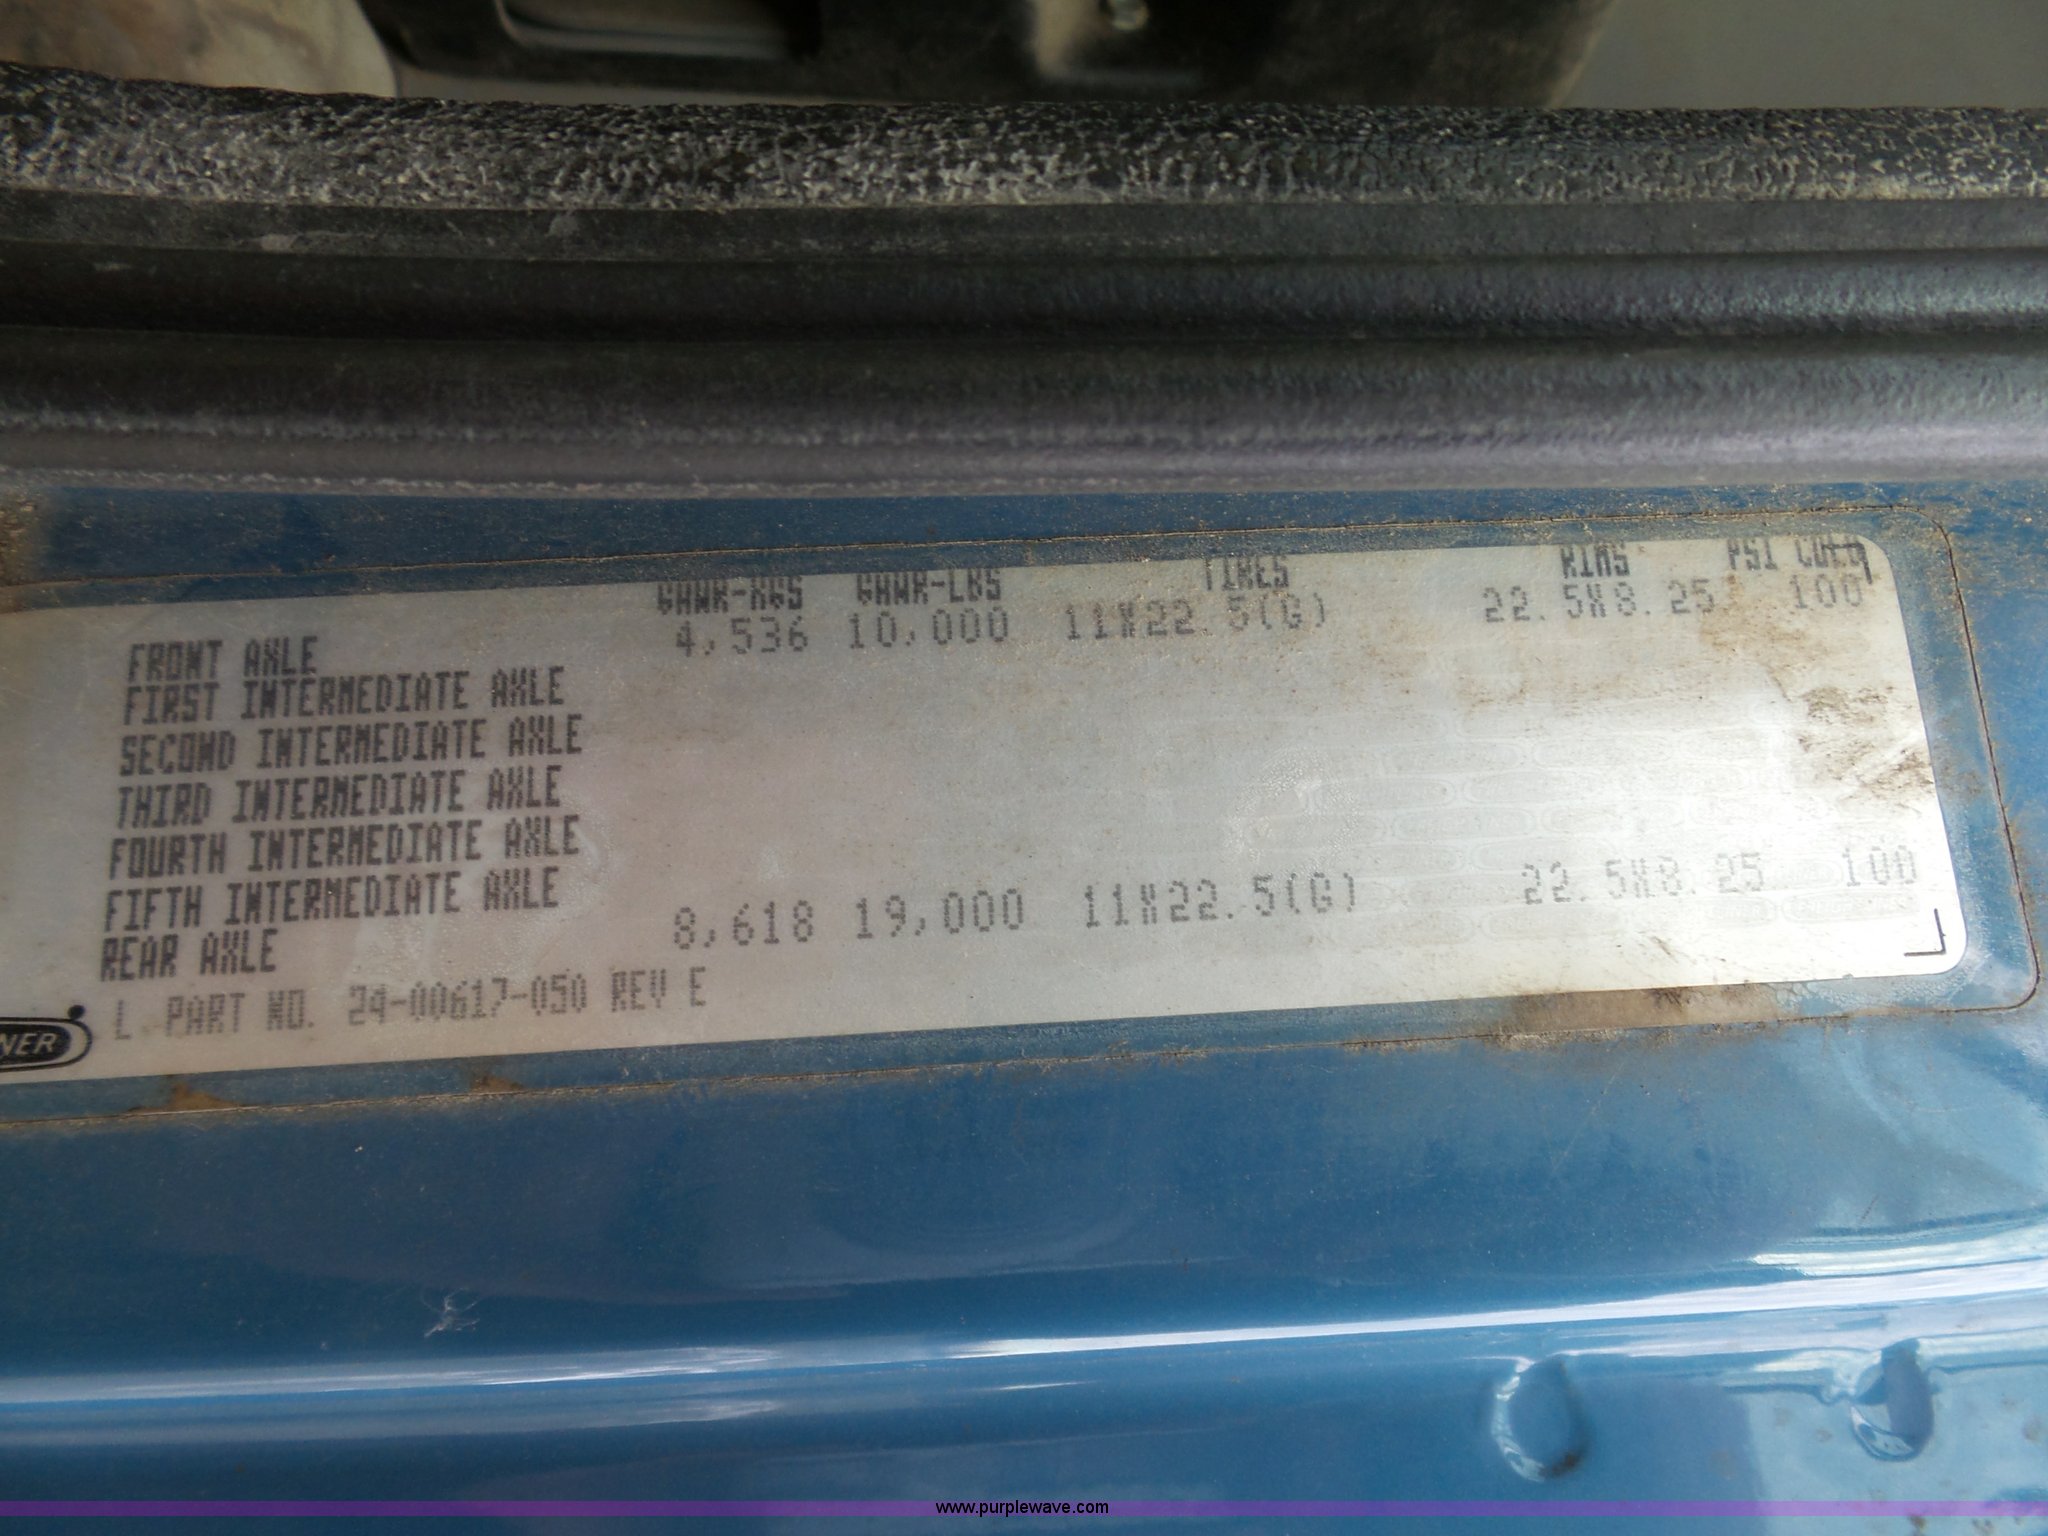 GAWR-KGS GAWR-LBS TIRES RIMS PSI COLD
FRONT AXLE 4,536 10,000 11X22.5(G) 22.5X8.25 100
FIRST INTERMEDIATE AXLE
SECOND INTERMEDIATE AXLE
THIRD INTERMEDIATE AXLE
FOURTH INTERMEDIATE AXLE
FIFTH INTERMEDIATE AXLE
REAR AXLE 8,618 19,000 11X22.5(G) 22.5X8.25 100
L PART NO. 24-00617-050 REV E
NER
www.purplewave.com